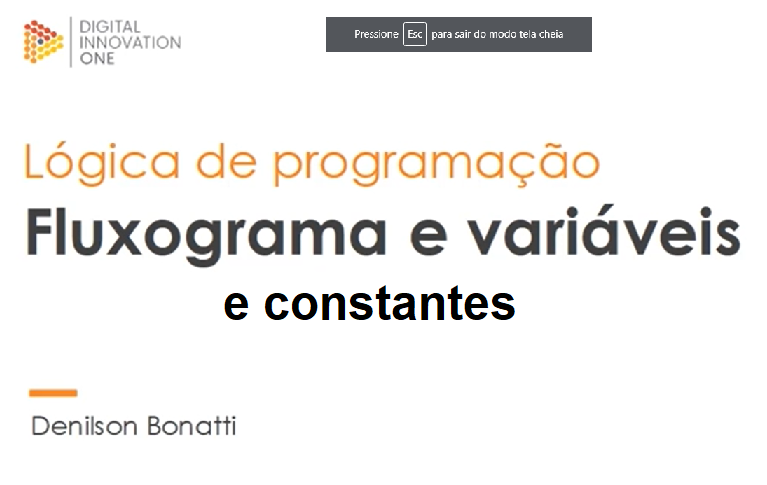 DIGITAL
INNOVATION
ONE
Pressione Esc para sair do modo tela cheia
Lógica de programação
Fluxograma e variáveis
e constantes
Denilson Bonatti